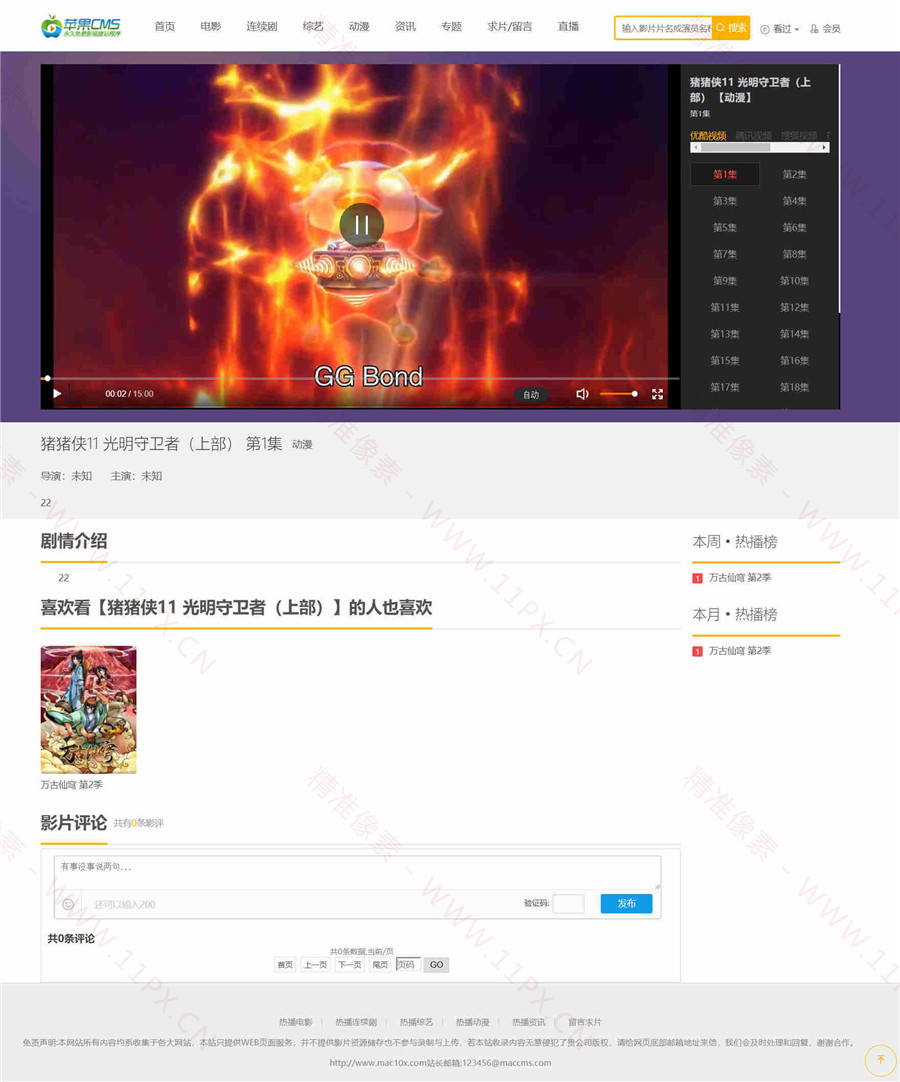 苹果CMS
永久免费影视建站程序
首页 电影 连续剧 综艺 动漫 资讯 专题 求片/留言 直播
输入影片片名或演员名称 搜索 看过 会员
猪猪侠11 光明守卫者（上部） 【动漫】
第1集
优酷视频 腾讯视频 搜狐视频
第1集 第2集
第3集 第4集
第5集 第6集
第7集 第8集
第9集 第10集
第11集 第12集
第13集 第14集
第15集 第16集
第17集 第18集
GG Bond
00:02 / 15:00 自动
猪猪侠11 光明守卫者（上部） 第1集 动漫
导演：未知 主演：未知
22
剧情介绍
22
喜欢看【猪猪侠11 光明守卫者（上部）】的人也喜欢
万古仙穹
万古仙穹 第2季
本周·热播榜
1 万古仙穹 第2季
本月·热播榜
1 万古仙穹 第2季
影片评论 共有0条影评
有事没事说两句...
还可以输入200 验证码: 发布
共0条评论
共0条数据,当前/页
首页 上一页 下一页 尾页 页码 GO
热播电影 热播连续剧 热播综艺 热播动漫 热播资讯 留言求片
免责声明:本网站所有内容均系收集于各大网站，本站只提供WEB页面服务，并不提供影片资源储存也不参与录制与上传，若本站收录内容无意侵犯了贵公司版权，请给网页底部邮箱地址来信，我们会及时处理和回复，谢谢合作。
http://www.mac10x.com站长邮箱:123456@maccms.com
精准像素 - WWW.11PX.CN